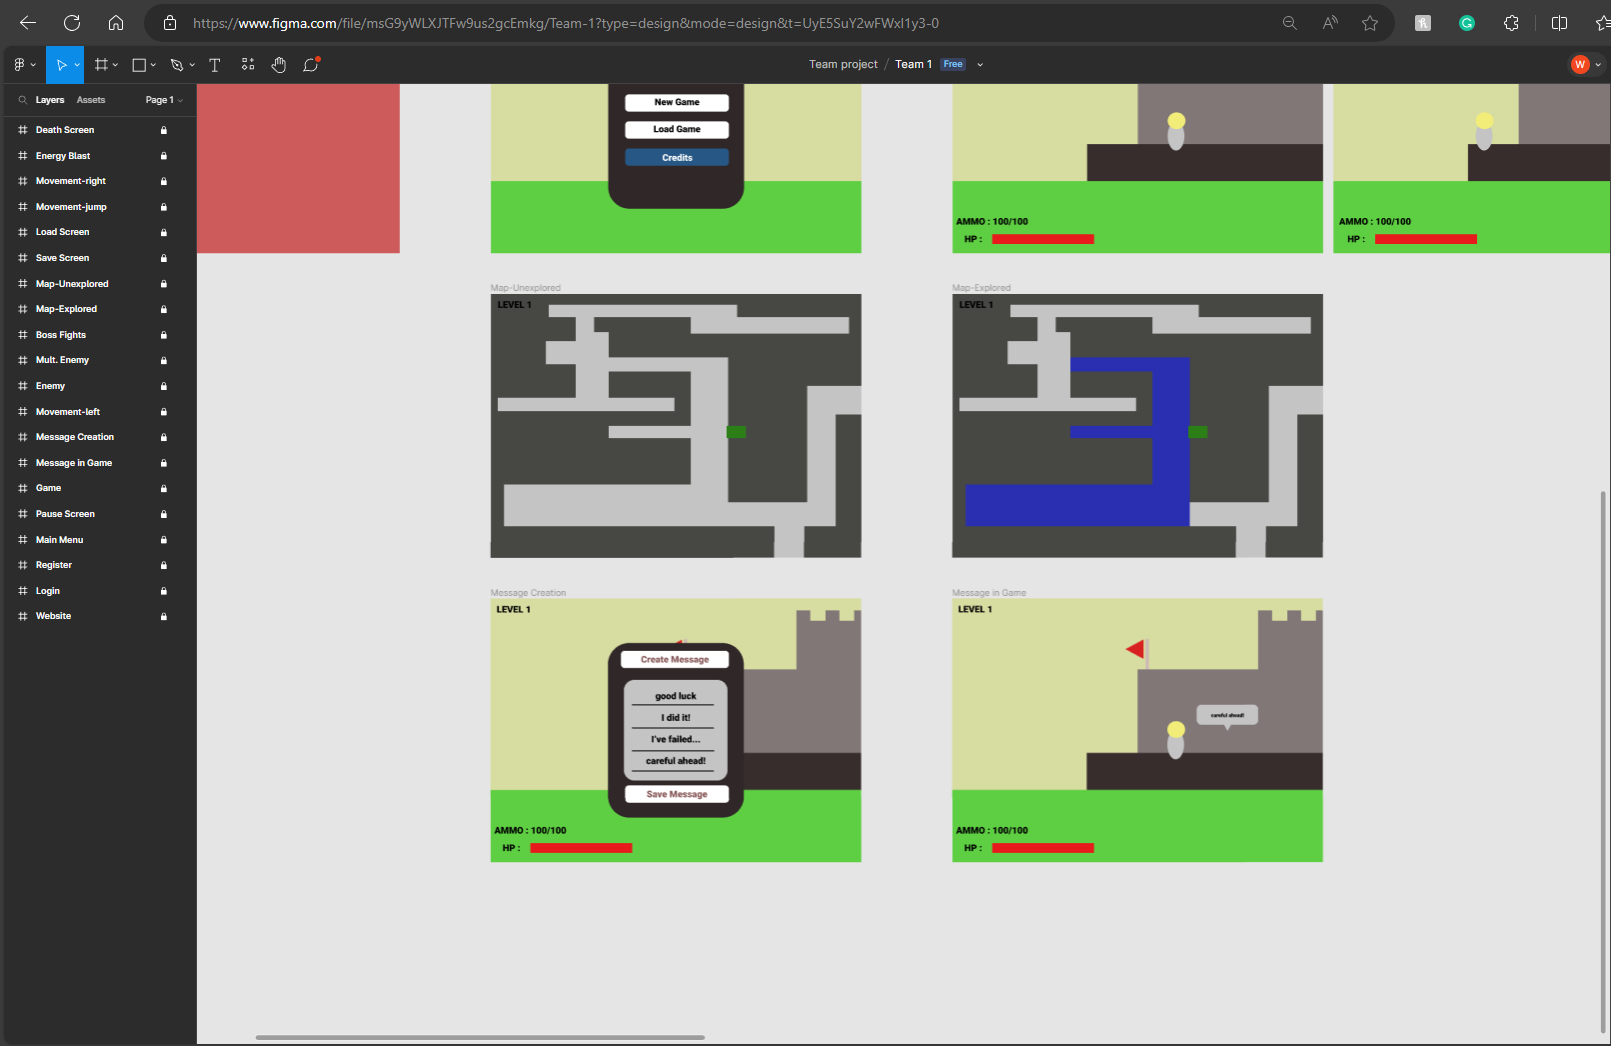 https://www.figma.com/file/msG9yWLXJTFw9us2gcEmkg/Team-1?type=design&mode=design&t=UyE5SuY2wFWxI1y3-0
Team project / Team 1 Free
W
Layers Assets Page 1
Death Screen
Energy Blast
Movement-right
Movement-jump
Load Screen
Save Screen
Map-Unexplored
Map-Explored
Boss Fights
Mult. Enemy
Enemy
Movement-left
Message Creation
Message in Game
Game
Pause Screen
Main Menu
Register
Login
Website
New Game
Load Game
Credits
AMMO : 100/100
HP :
AMMO : 100/100
HP :
Map-Unexplored
LEVEL 1
Map-Explored
LEVEL 1
Message Creation
LEVEL 1
Create Message
good luck
I did it!
I've failed...
careful ahead!
Save Message
AMMO : 100/100
HP :
Message in Game
LEVEL 1
careful ahead!
AMMO : 100/100
HP :